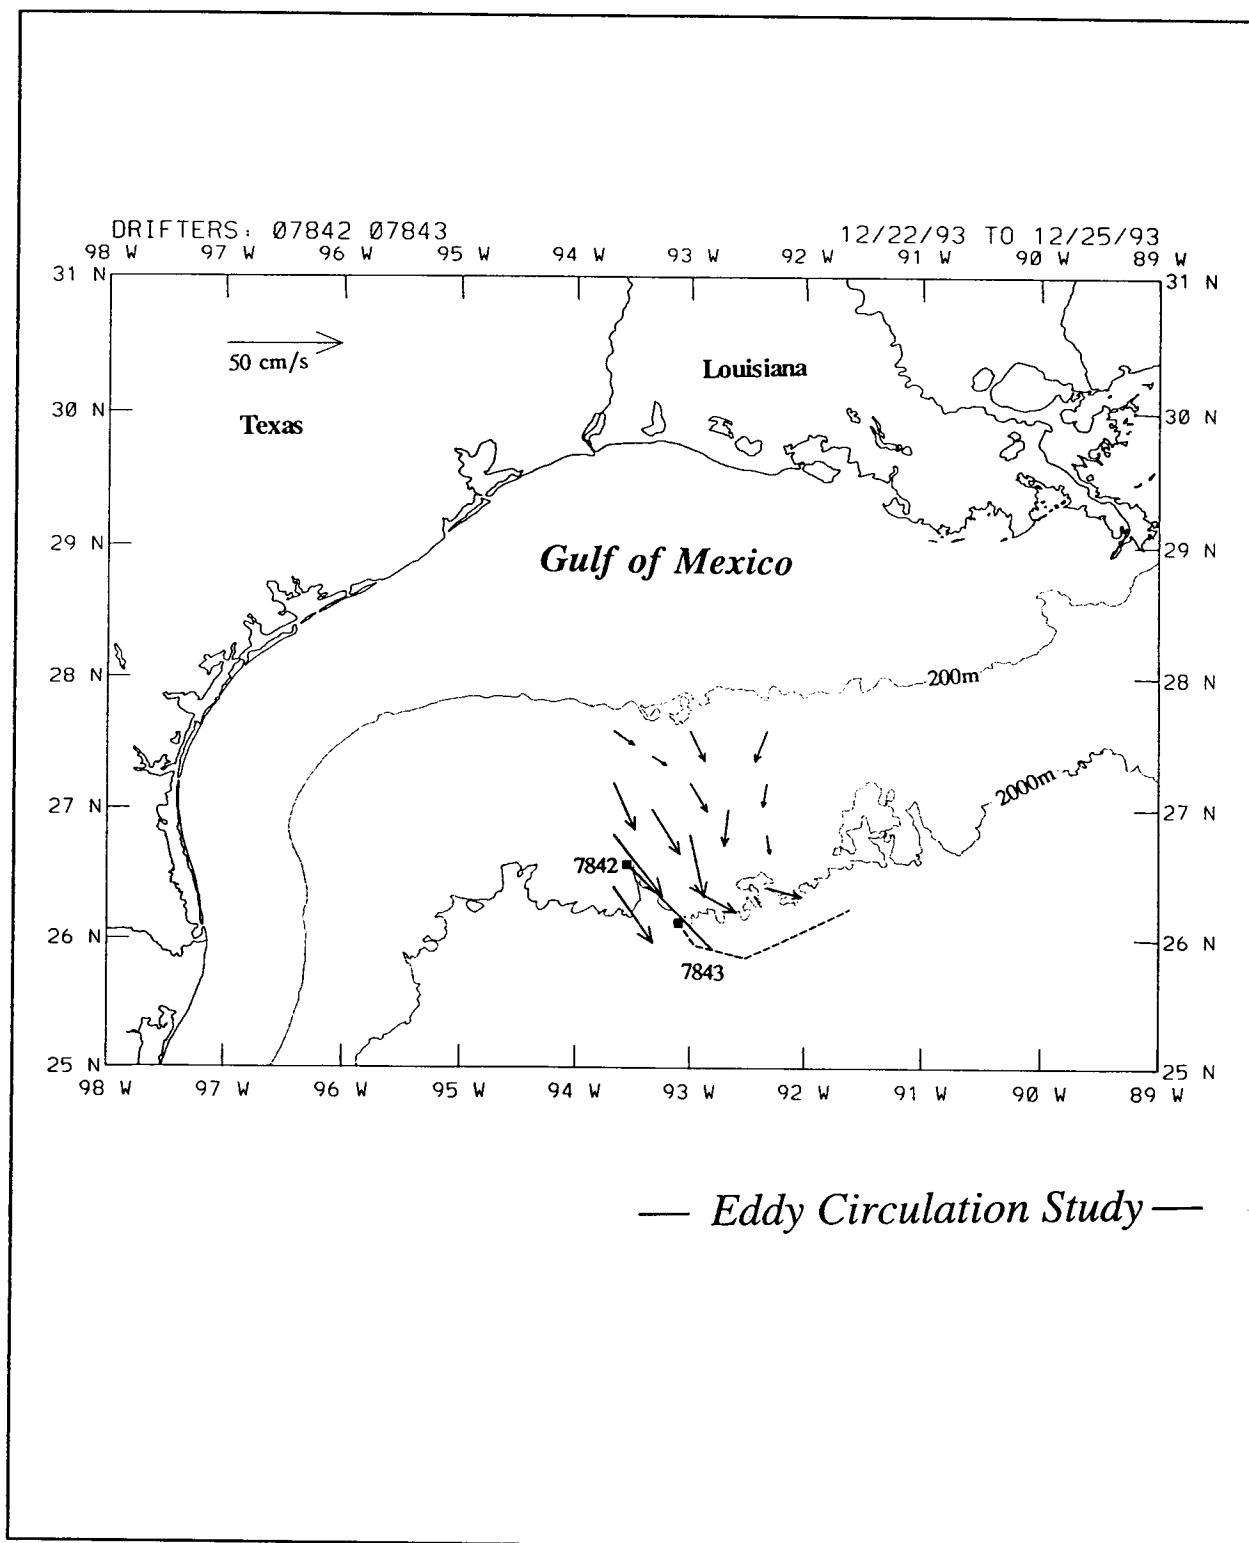 DRIFTERS: 07842 07843
12/22/93 TO 12/25/93
98 W 97 W 96 W 95 W 94 W 93 W 92 W 91 W 90 W 89 W
31 N 31 N
50 cm/s
Louisiana
30 N 30 N
Texas
29 N 29 N
Gulf of Mexico
28 N 28 N
200m
27 N 27 N
2000m
7842
26 N 26 N
7843
25 N 25 N
98 W 97 W 96 W 95 W 94 W 93 W 92 W 91 W 90 W 89 W
— Eddy Circulation Study —